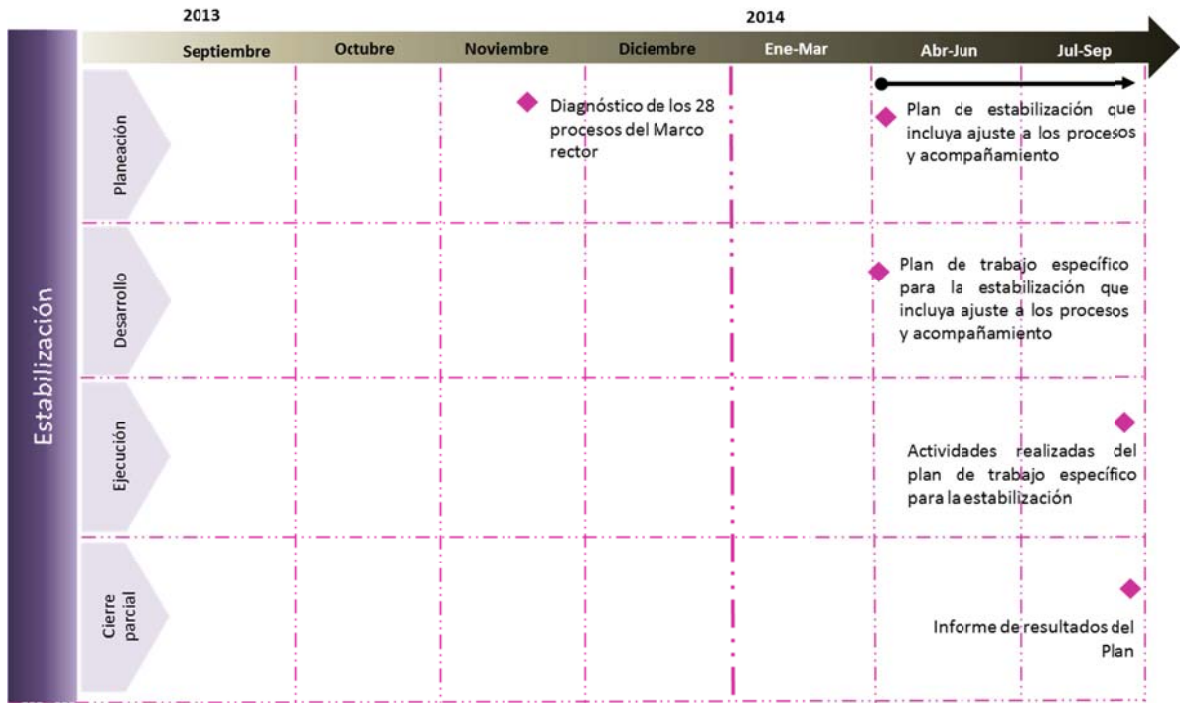 2013
2014
Septiembre
Octubre
Noviembre
Diciembre
Ene-Mar
Abr-Jun
Jul-Sep
Estabilización
Planeación
Diagnóstico de los 28
procesos del Marco
rector
Plan de estabilización que
incluya ajuste a los procesos
y acompañamiento
Desarrollo
Plan de trabajo específico
para la estabilización que
incluya ajuste a los procesos
y acompañamiento
Ejecución
Actividades realizadas del
plan de trabajo específico
para la estabilización
Cierre
parcial
Informe de resultados del
Plan